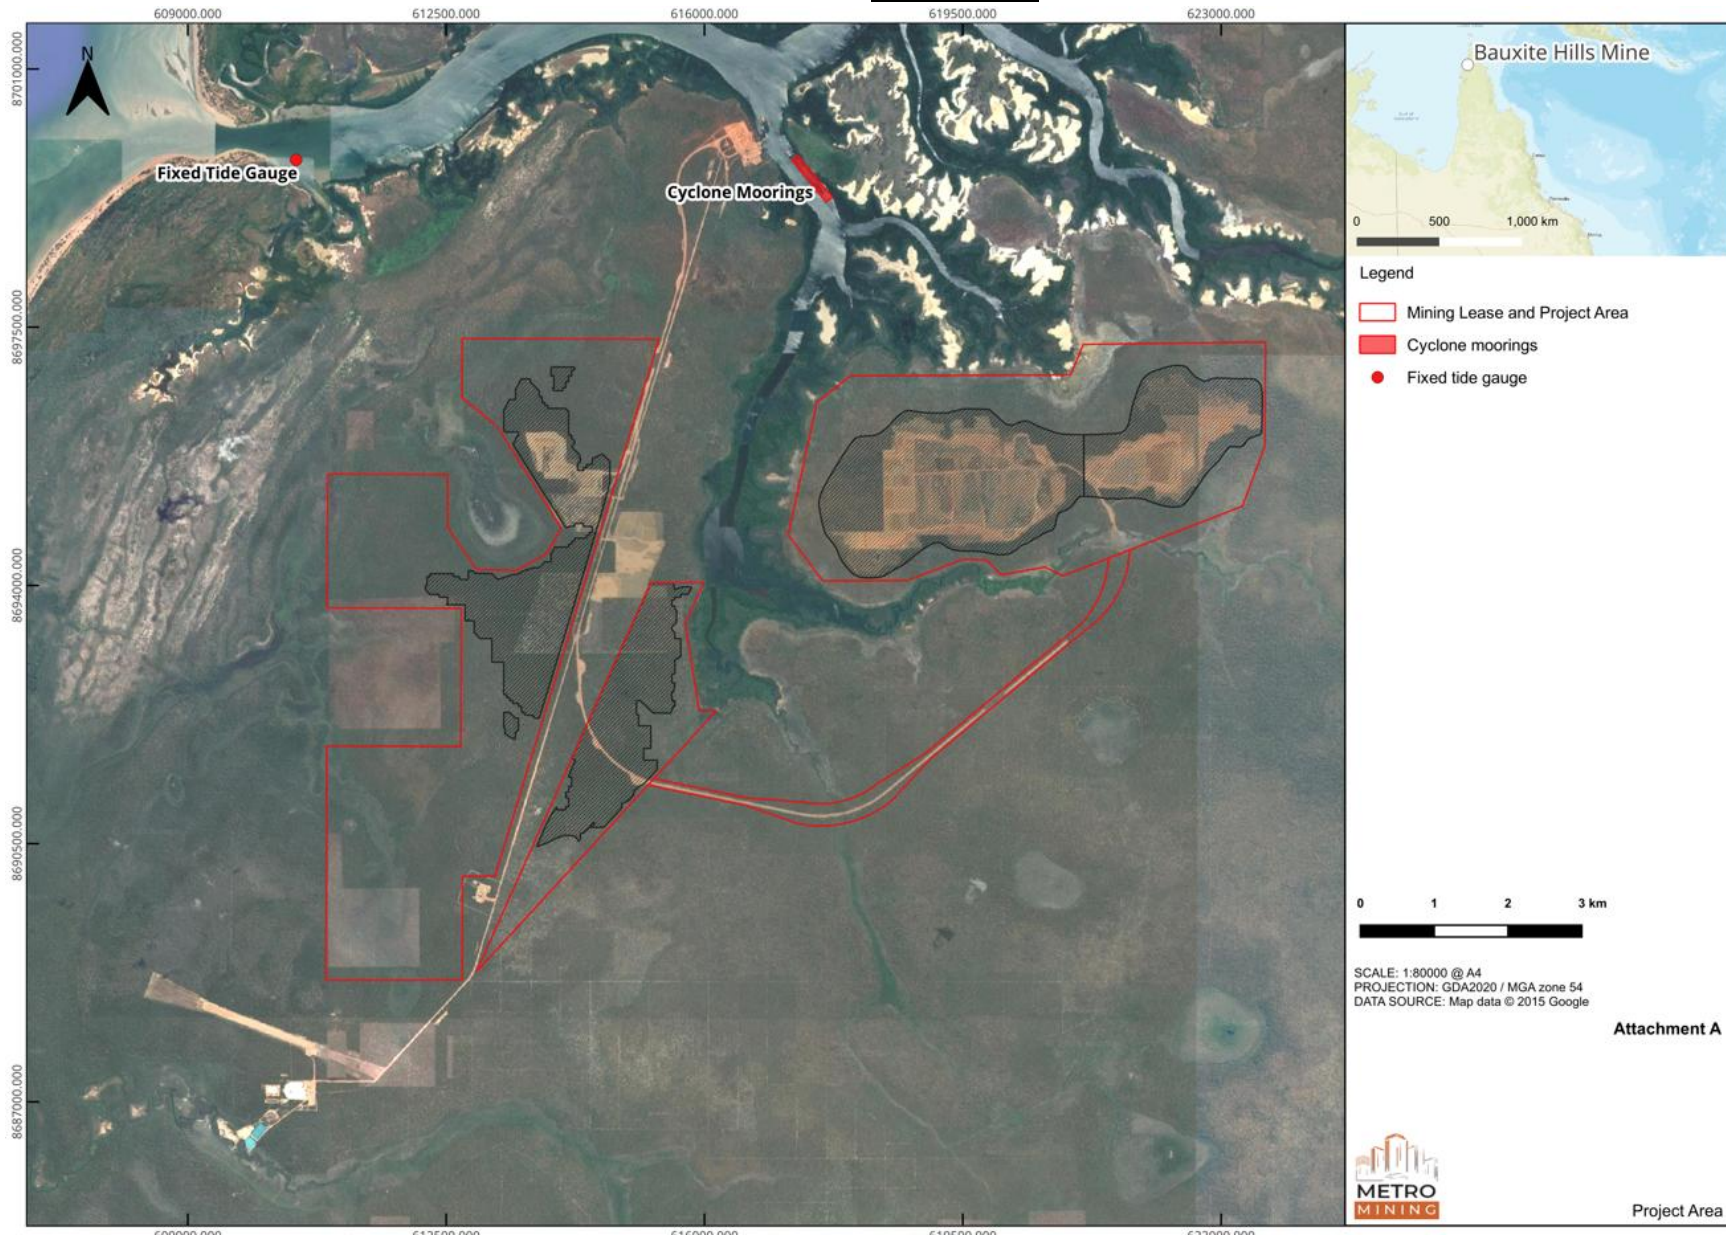 609000.000 612500.000 616000.000 619500.000 623000.000
8701000.000
8697500.000
8694000.000
8690500.000
8687000.000
N
Fixed Tide Gauge
Cyclone Moorings
Bauxite Hills Mine
0 500 1,000 km
Legend
Mining Lease and Project Area
Cyclone moorings
Fixed tide gauge
0 1 2 3 km
SCALE: 1:80000 @ A4
PROJECTION: GDA2020 / MGA zone 54
DATA SOURCE: Map data © 2015 Google
Attachment A
METRO
MINING
Project Area